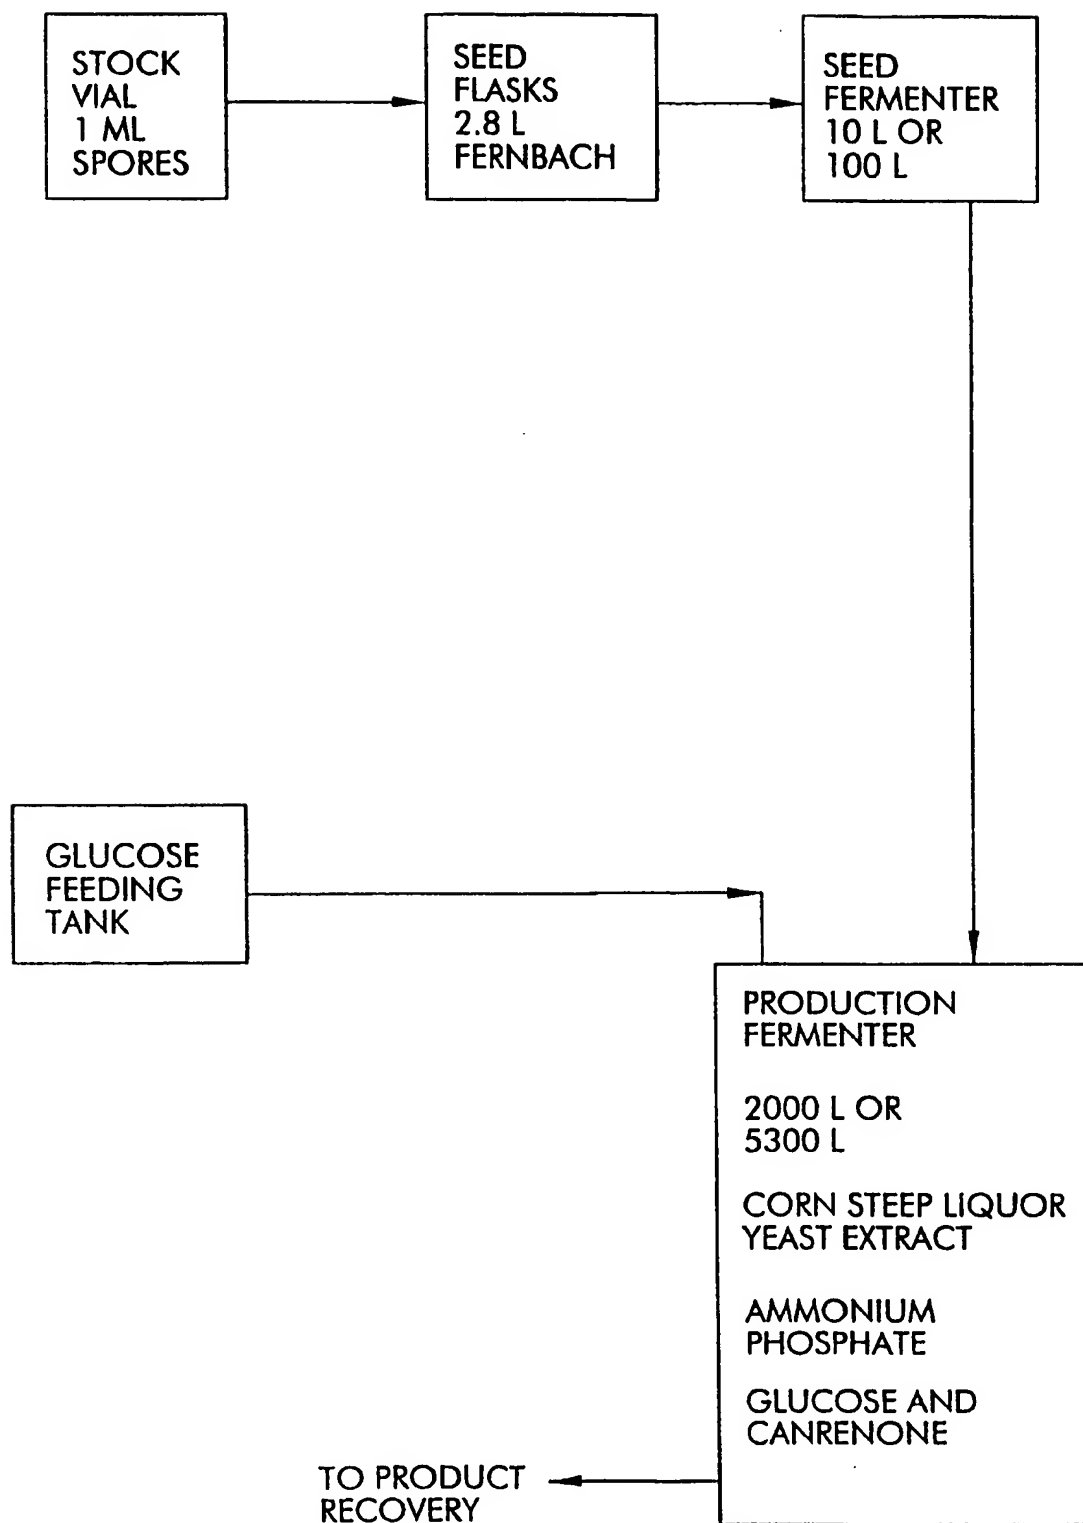 STOCK
VIAL
1 ML
SPORES
SEED
FLASKS
2.8 L
FERNBACH
SEED
FERMENTER
10 L OR
100 L
GLUCOSE
FEEDING
TANK
PRODUCTION
FERMENTER
2000 L OR
5300 L
CORN STEEP LIQUOR
YEAST EXTRACT
AMMONIUM
PHOSPHATE
GLUCOSE AND
CANRENONE
TO PRODUCT
RECOVERY